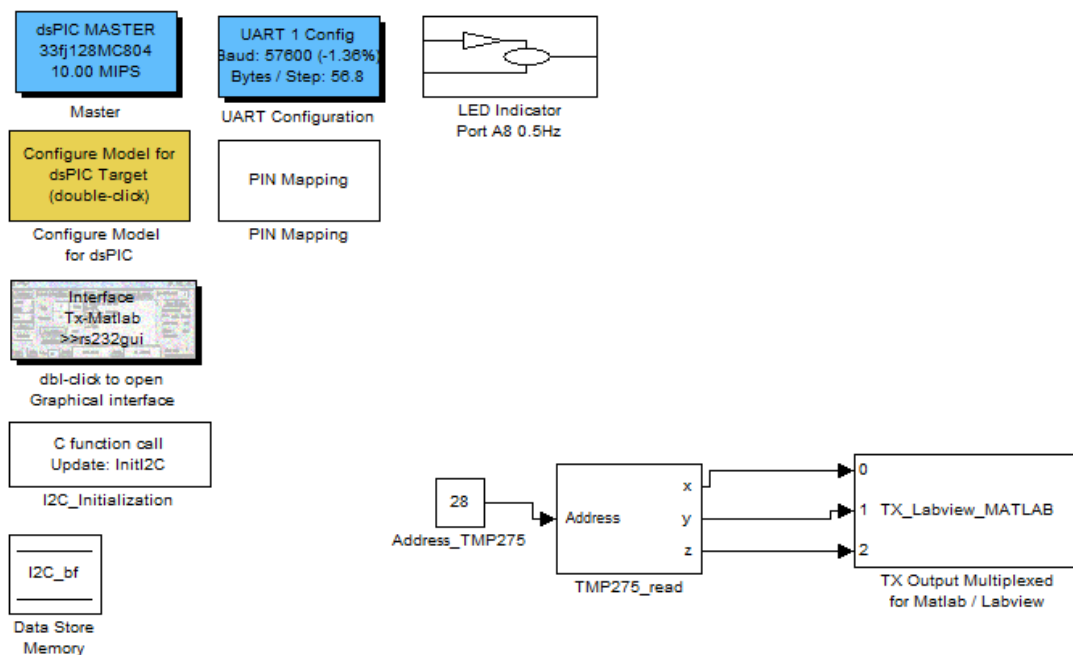 dsPIC MASTER
33fj128MC804
10.00 MIPS
Master
UART 1 Config
Baud: 57600 (-1.36%)
Bytes / Step: 56.8
UART Configuration
LED Indicator
Port A8 0.5Hz
Configure Model for
dsPIC Target
(double-click)
Configure Model
for dsPIC
PIN Mapping
PIN Mapping
Interface
Tx-Matlab
>>rs232gui
dbl-click to open
Graphical interface
C function call
Update: InitI2C
I2C_Initialization
I2C_bf
Data Store
Memory
28
Address_TMP275
Address
x
y
z
TMP275_read
0
1
2
TX_Labview_MATLAB
TX Output Multiplexed
for Matlab / Labview